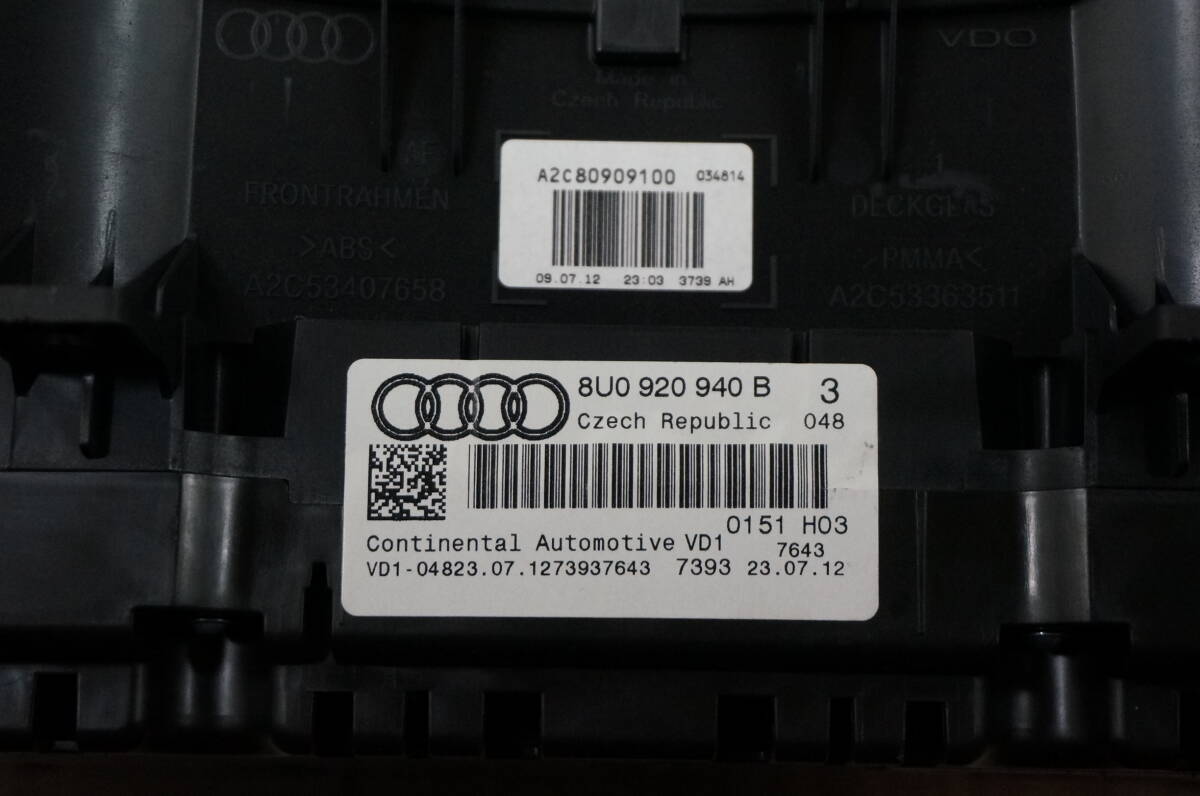 VDO
Made in
Czech Republic
A2C80909100 034814
09.07.12 23:03 3739 AH
FRONTRAHMEN
>ABS<
A2C53407658
DECKGLAS
>PMMA<
A2C53363511
8U0 920 940 B 3
Czech Republic 048
0151 H03
Continental Automotive VD1 7643
VD1-04823.07.1273937643 7393 23.07.12